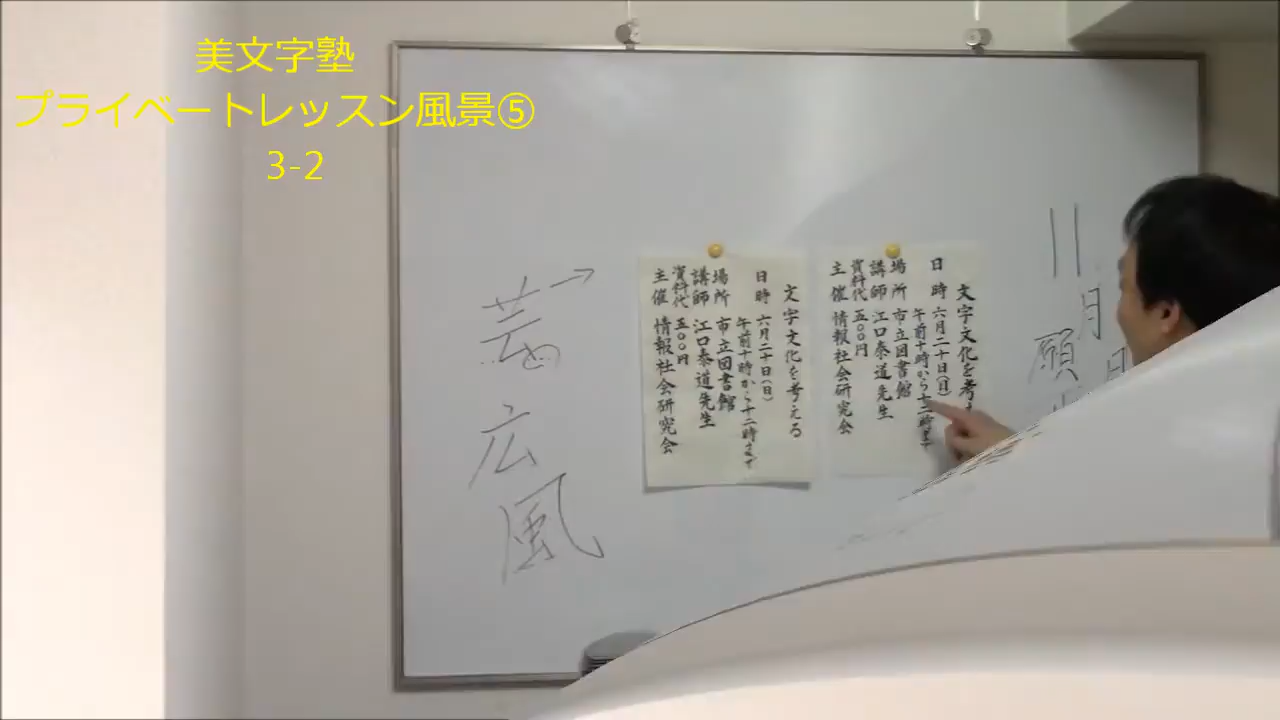 美文字塾
プライベートレッスン風景⑤
3-2
月
願
日
文字文化を考
日時 六月二十日(日)
午前十時から十二時まで
場所 市立図書館
講師 江口泰道先生
資料代 五〇〇円
主催 情報社会研究会
文字文化を考える
日時 六月二十日(日)
午前十時から十二時まで
場所 市立図書館
講師 江口泰道先生
資料代 五〇〇円
主催 情報社会研究会
広
風